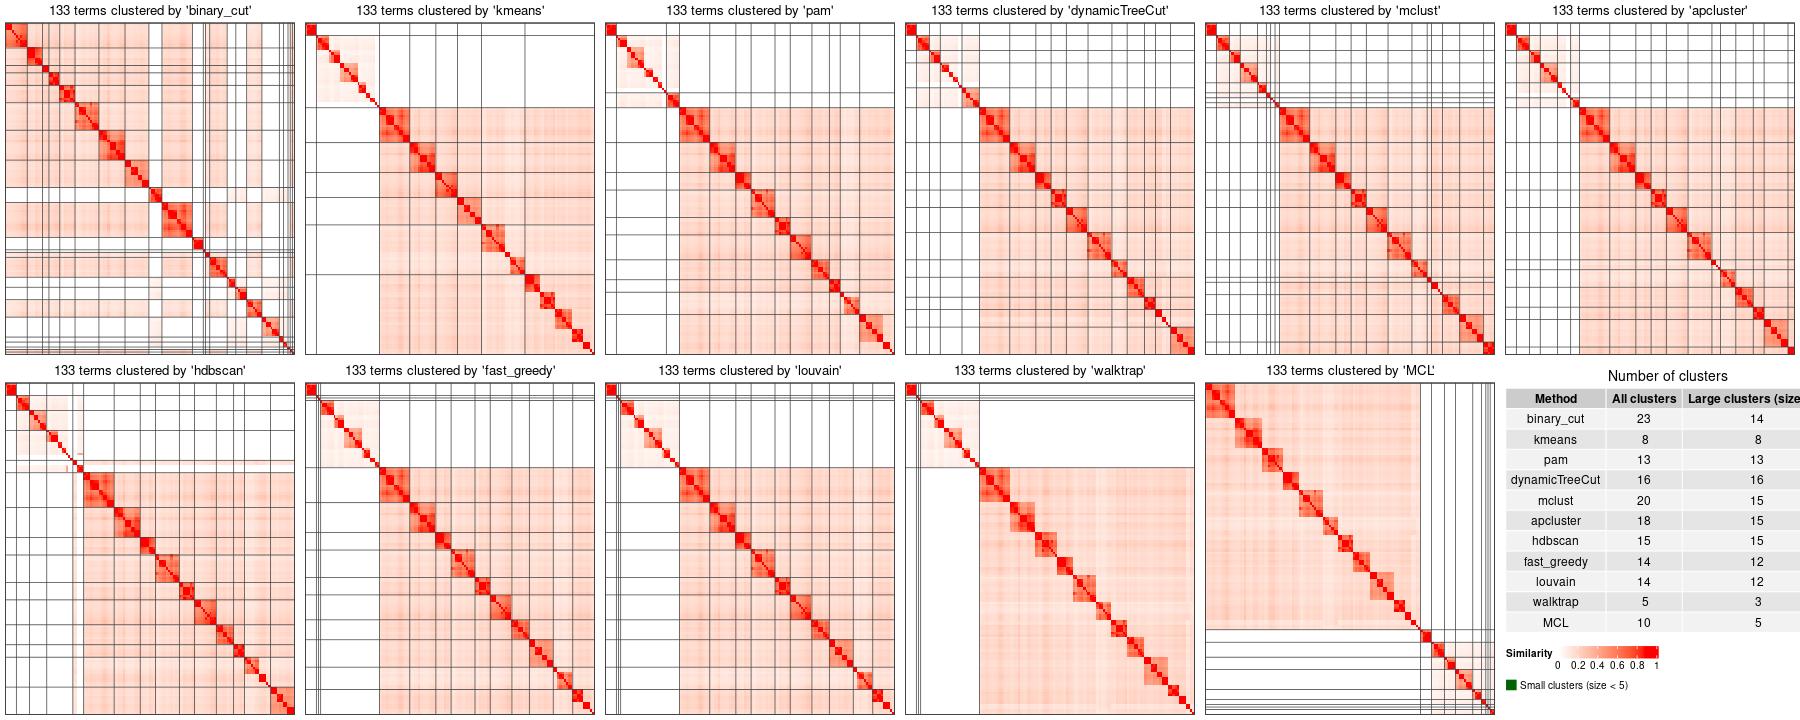 133 terms clustered by 'binary_cut'
133 terms clustered by 'kmeans'
133 terms clustered by 'pam'
133 terms clustered by 'dynamicTreeCut'
133 terms clustered by 'mclust'
133 terms clustered by 'apcluster'
133 terms clustered by 'hdbscan'
133 terms clustered by 'fast_greedy'
133 terms clustered by 'louvain'
133 terms clustered by 'walktrap'
133 terms clustered by 'MCL'
Number of clusters
Method All clusters Large clusters (size
binary_cut 23 14
kmeans 8 8
pam 13 13
dynamicTreeCut 16 16
mclust 20 15
apcluster 18 15
hdbscan 15 15
fast_greedy 14 12
louvain 14 12
walktrap 5 3
MCL 10 5
Similarity
0 0.2 0.4 0.6 0.8 1
Small clusters (size < 5)